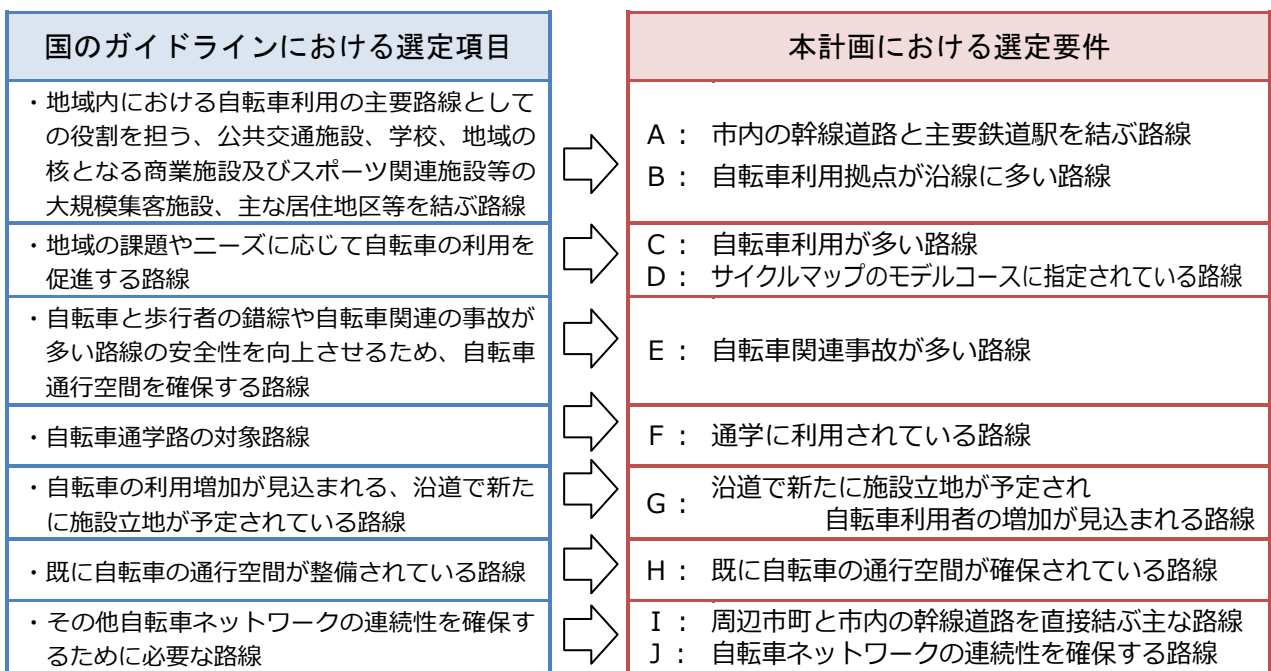 国のガイドラインにおける選定項目
本計画における選定要件
・地域内における自転車利用の主要路線として
の役割を担う、公共交通施設、学校、地域の
核となる商業施設及びスポーツ関連施設等の
大規模集客施設、主な居住地区等を結ぶ路線
A： 市内の幹線道路と主要鉄道駅を結ぶ路線
B： 自転車利用拠点が沿線に多い路線
・地域の課題やニーズに応じて自転車の利用を
促進する路線
C： 自転車利用が多い路線
D： サイクルマップのモデルコースに指定されている路線
・自転車と歩行者の錯綜や自転車関連の事故が
多い路線の安全性を向上させるため、自転車
通行空間を確保する路線
E： 自転車関連事故が多い路線
・自転車通学路の対象路線
F： 通学に利用されている路線
・自転車の利用増加が見込まれる、沿道で新た
に施設立地が予定されている路線
G： 沿道で新たに施設立地が予定され
自転車利用者の増加が見込まれる路線
・既に自転車の通行空間が整備されている路線
H： 既に自転車の通行空間が確保されている路線
・その他自転車ネットワークの連続性を確保す
るために必要な路線
I： 周辺市町と市内の幹線道路を直接結ぶ主な路線
J： 自転車ネットワークの連続性を確保する路線